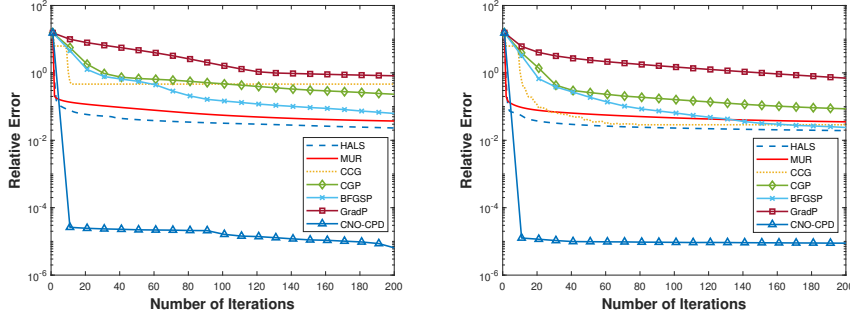 10^2
10^0
10^-2
10^-4
10^-6
Relative Error
0 20 40 60 80 100 120 140 160 180 200
Number of Iterations
HALS
MUR
CCG
CGP
BFGSP
GradP
CNO-CPD
10^2
10^0
10^-2
10^-4
10^-6
Relative Error
0 20 40 60 80 100 120 140 160 180 200
Number of Iterations
HALS
MUR
CCG
CGP
BFGSP
GradP
CNO-CPD